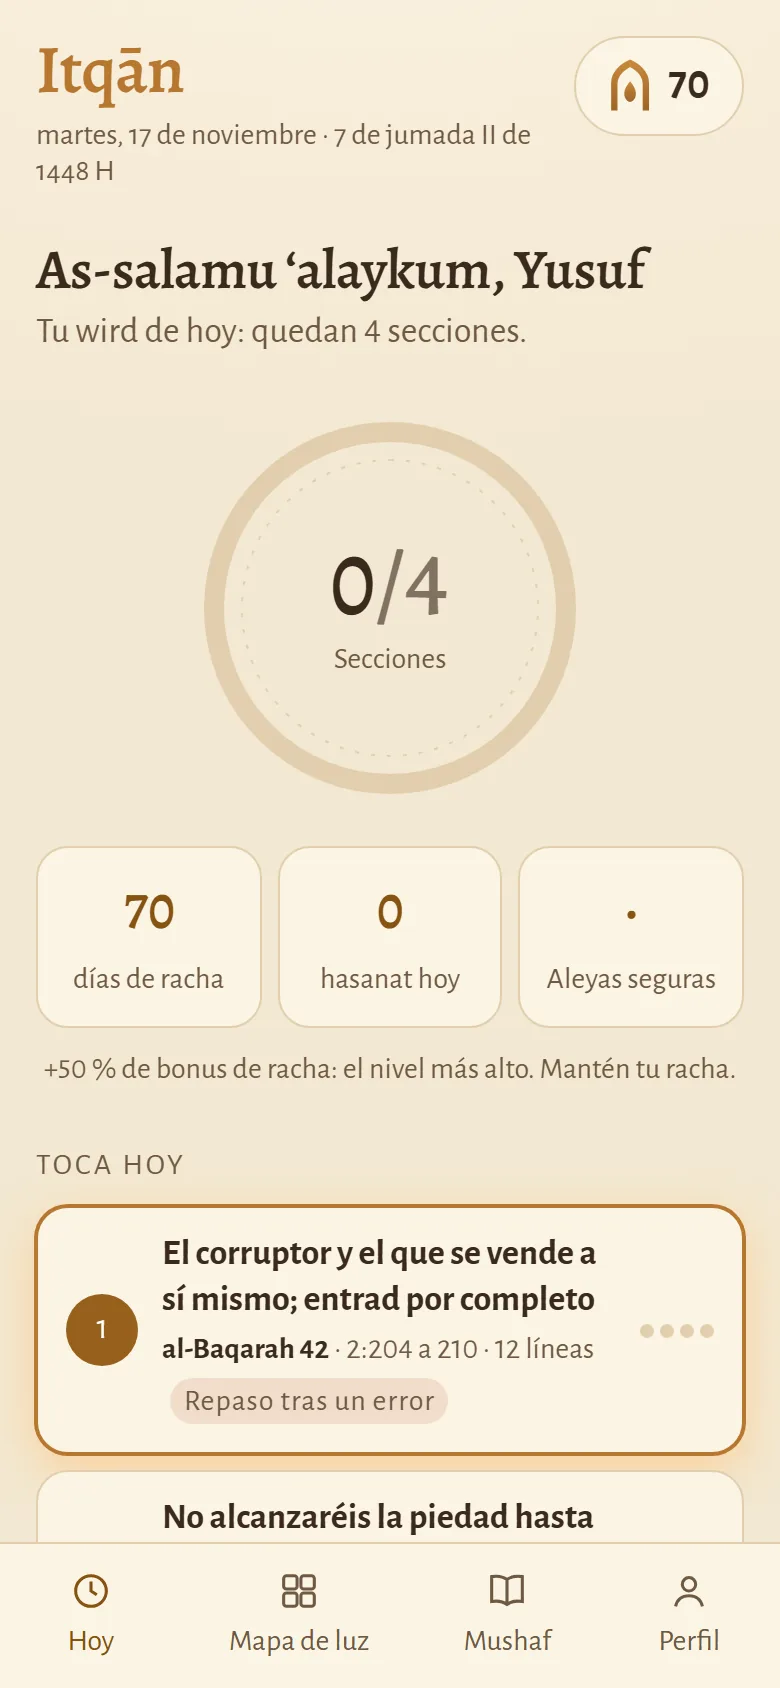 Itqān
70
martes, 17 de noviembre · 7 de jumada II de
1448 H
As-salamu ‘alaykum, Yusuf
Tu wird de hoy: quedan 4 secciones.
0/4
Secciones
70
días de racha
0
hasanat hoy
·
Aleyas seguras
+50 % de bonus de racha: el nivel más alto. Mantén tu racha.
TOCA HOY
1
El corruptor y el que se vende a
sí mismo; entrad por completo
al-Baqarah 42 · 2:204 a 210 · 12 líneas
Repaso tras un error
No alcanzaréis la piedad hasta
Hoy
Mapa de luz
Mushaf
Perfil